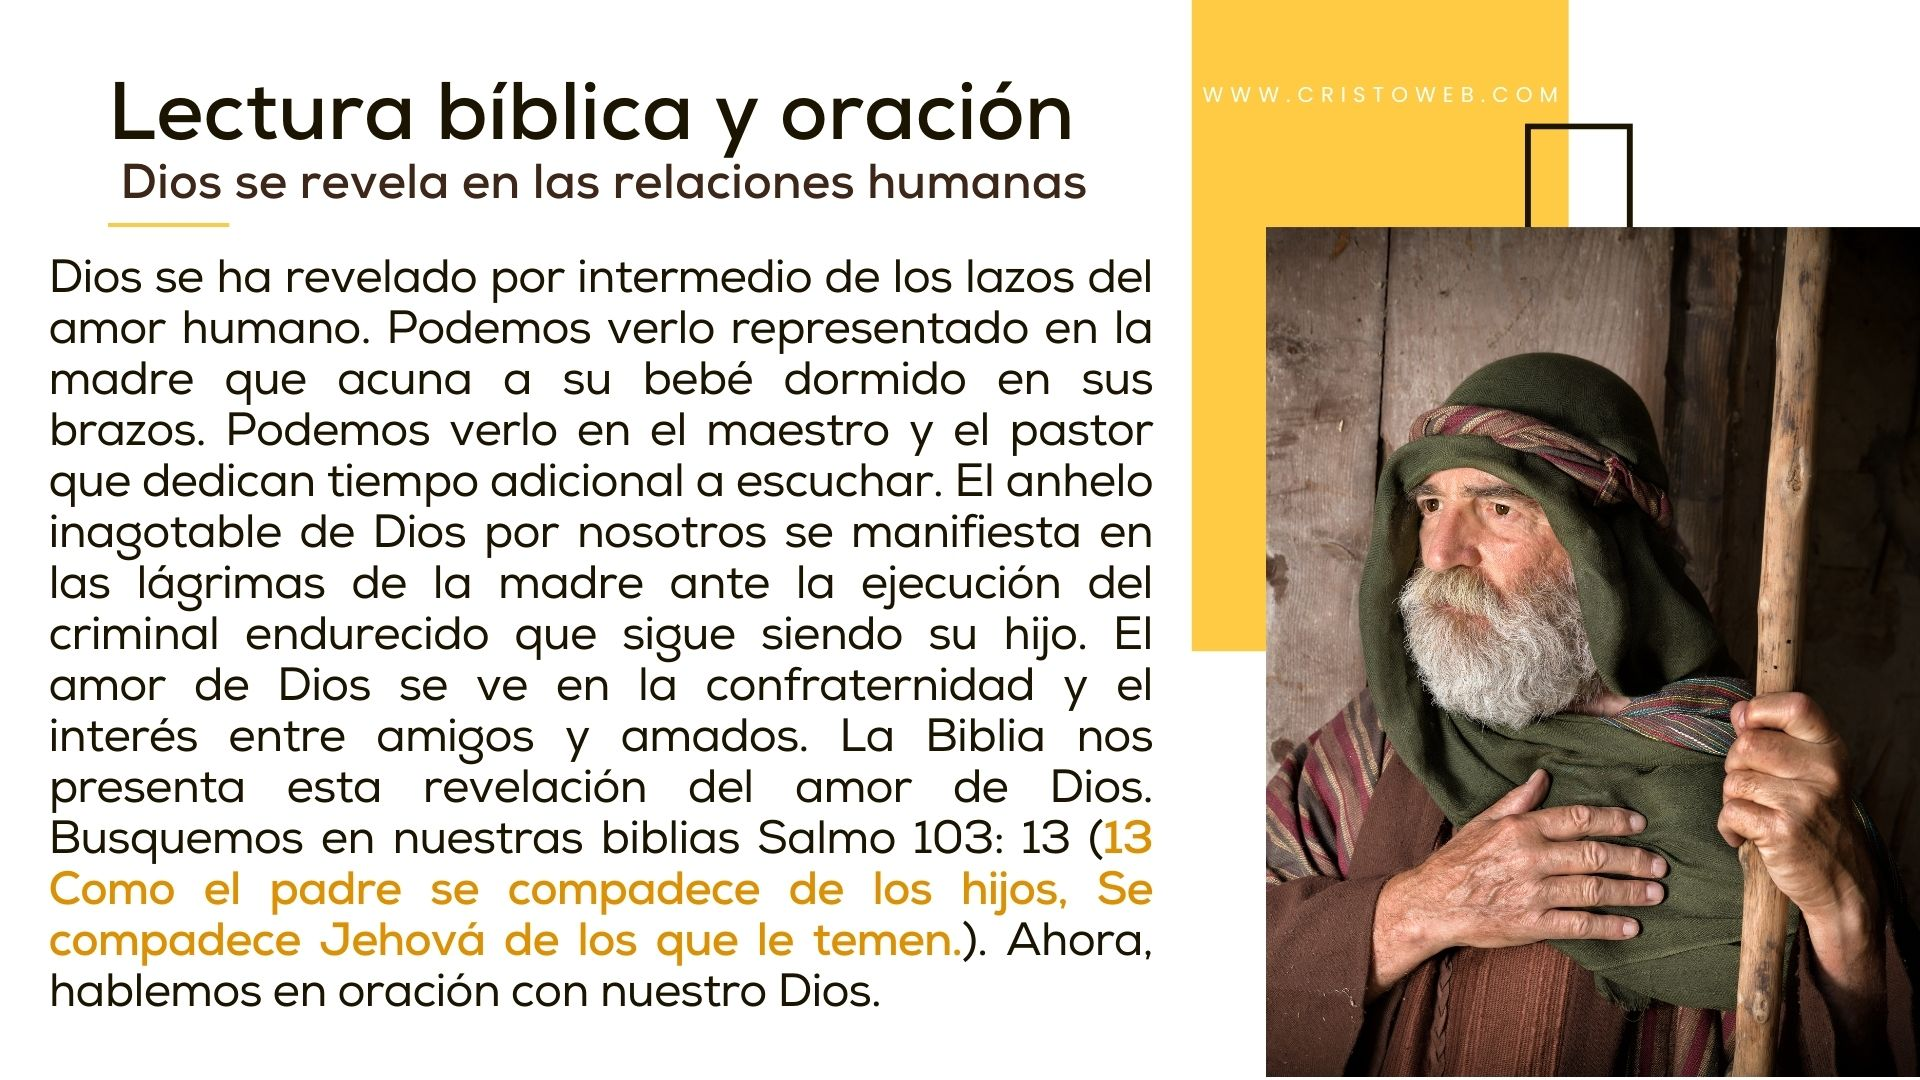 Lectura bíblica y oración
Dios se revela en las relaciones humanas
Dios se ha revelado por intermedio de los lazos del
amor humano. Podemos verlo representado en la
madre que acuna a su bebé dormido en sus
brazos. Podemos verlo en el maestro y el pastor
que dedican tiempo adicional a escuchar. El anhelo
inagotable de Dios por nosotros se manifiesta en
las lágrimas de la madre ante la ejecución del
criminal endurecido que sigue siendo su hijo. El
amor de Dios se ve en la confraternidad y el
interés entre amigos y amados. La Biblia nos
presenta esta revelación del amor de Dios.
Busquemos en nuestras biblias Salmo 103: 13 (13
Como el padre se compadece de los hijos, Se
compadece Jehová de los que le temen.). Ahora,
hablemos en oración con nuestro Dios.
WWW.CRISTOWEB.COM